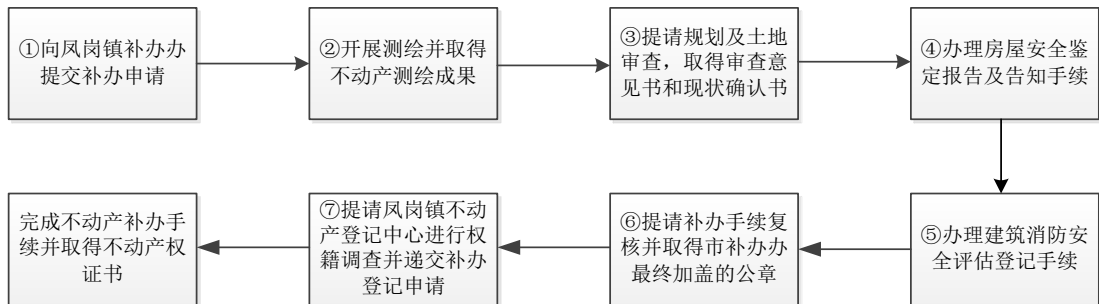 ①向凤岗镇补办办
提交补办申请
②开展测绘并取得
不动产测绘成果
③提请规划及土地
审查，取得审查意
见书和现状确认书
④办理房屋安全鉴
定报告及告知手续
⑤办理建筑消防安
全评估登记手续
⑥提请补办手续复
核并取得市补办办
最终加盖的公章
⑦提请凤岗镇不动
产登记中心进行权
籍调查并递交补办
登记申请
完成不动产补办手
续并取得不动产权
证书